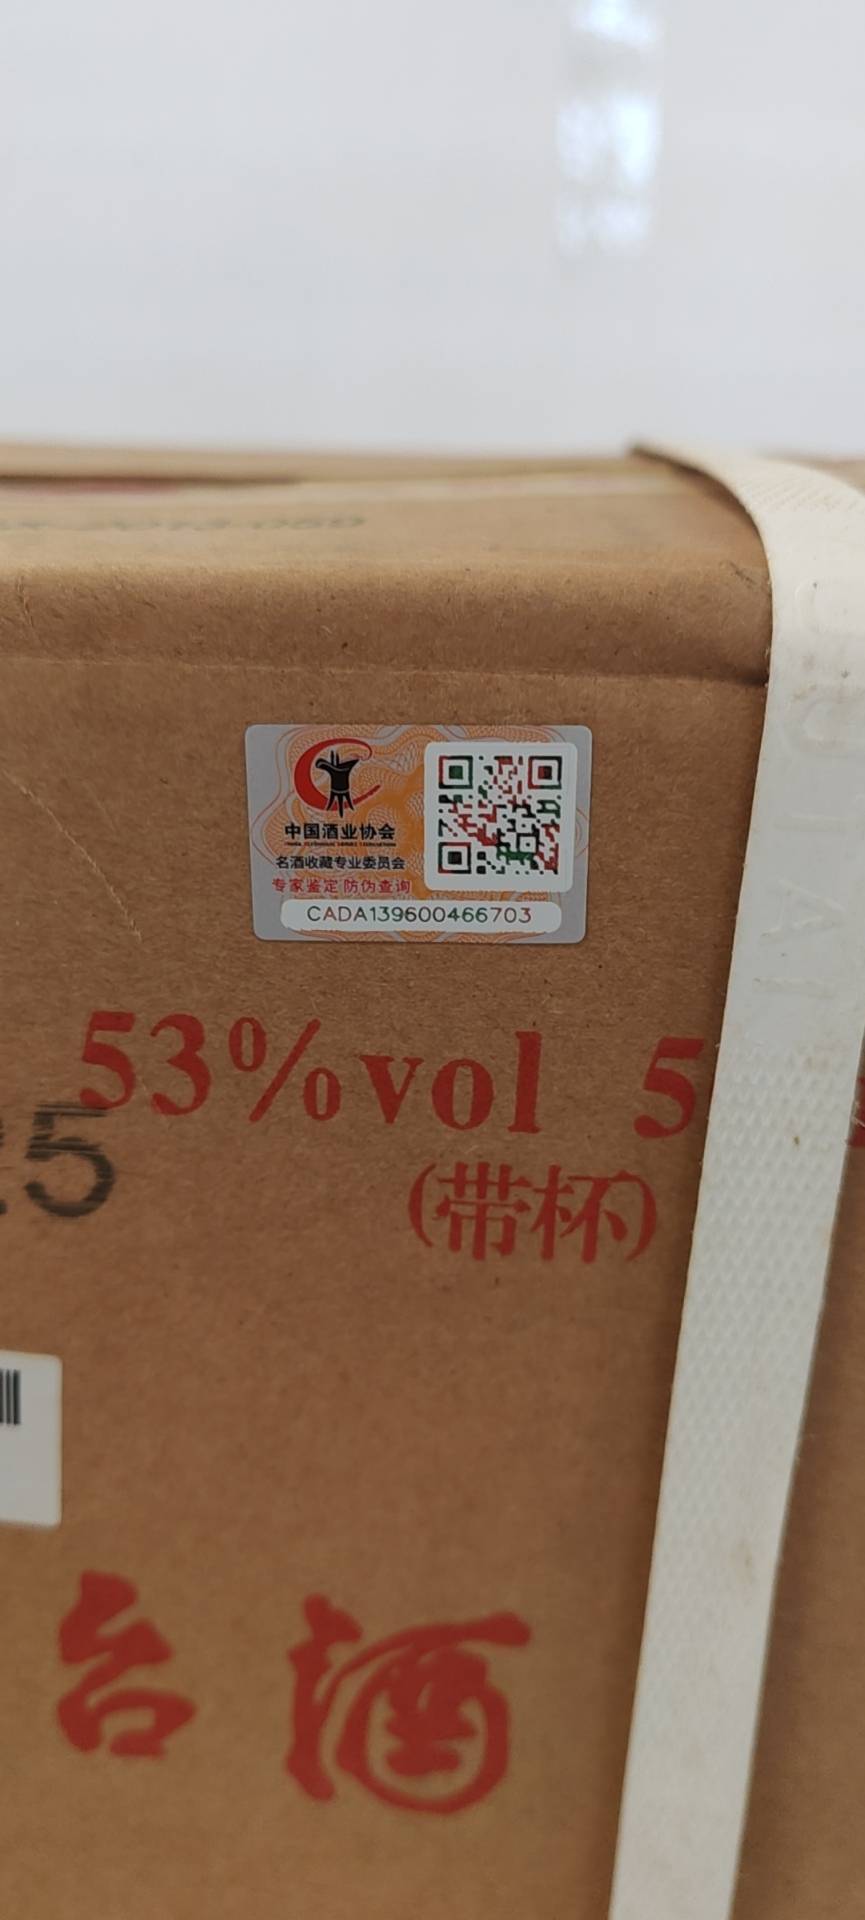 中国酒业协会
名酒收藏专业委员会
专家鉴定 防伪查询
CADA139600466703
53%vol 5
(带杯)
5
台酒